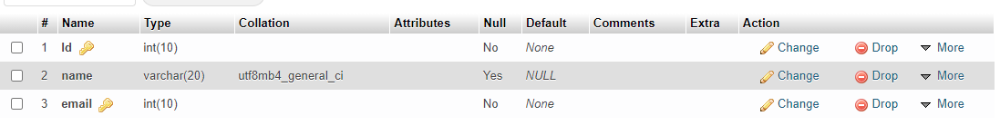 # Name Type Collation Attributes Null Default Comments Extra Action
1 Id int(10) No None Change Drop More
2 name varchar(20) utf8mb4_general_ci Yes NULL Change Drop More
3 email int(10) No None Change Drop More